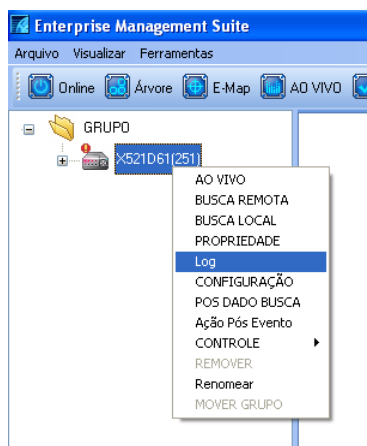 Enterprise Management Suite
Arquivo Visualizar Ferramentas
Online Árvore E-Map AO VIVO
GRUPO
X521D61(251)
AO VIVO
BUSCA REMOTA
BUSCA LOCAL
PROPRIEDADE
Log
CONFIGURAÇÃO
POS DADO BUSCA
Ação Pós Evento
CONTROLE
REMOVER
Renomear
MOVER GRUPO